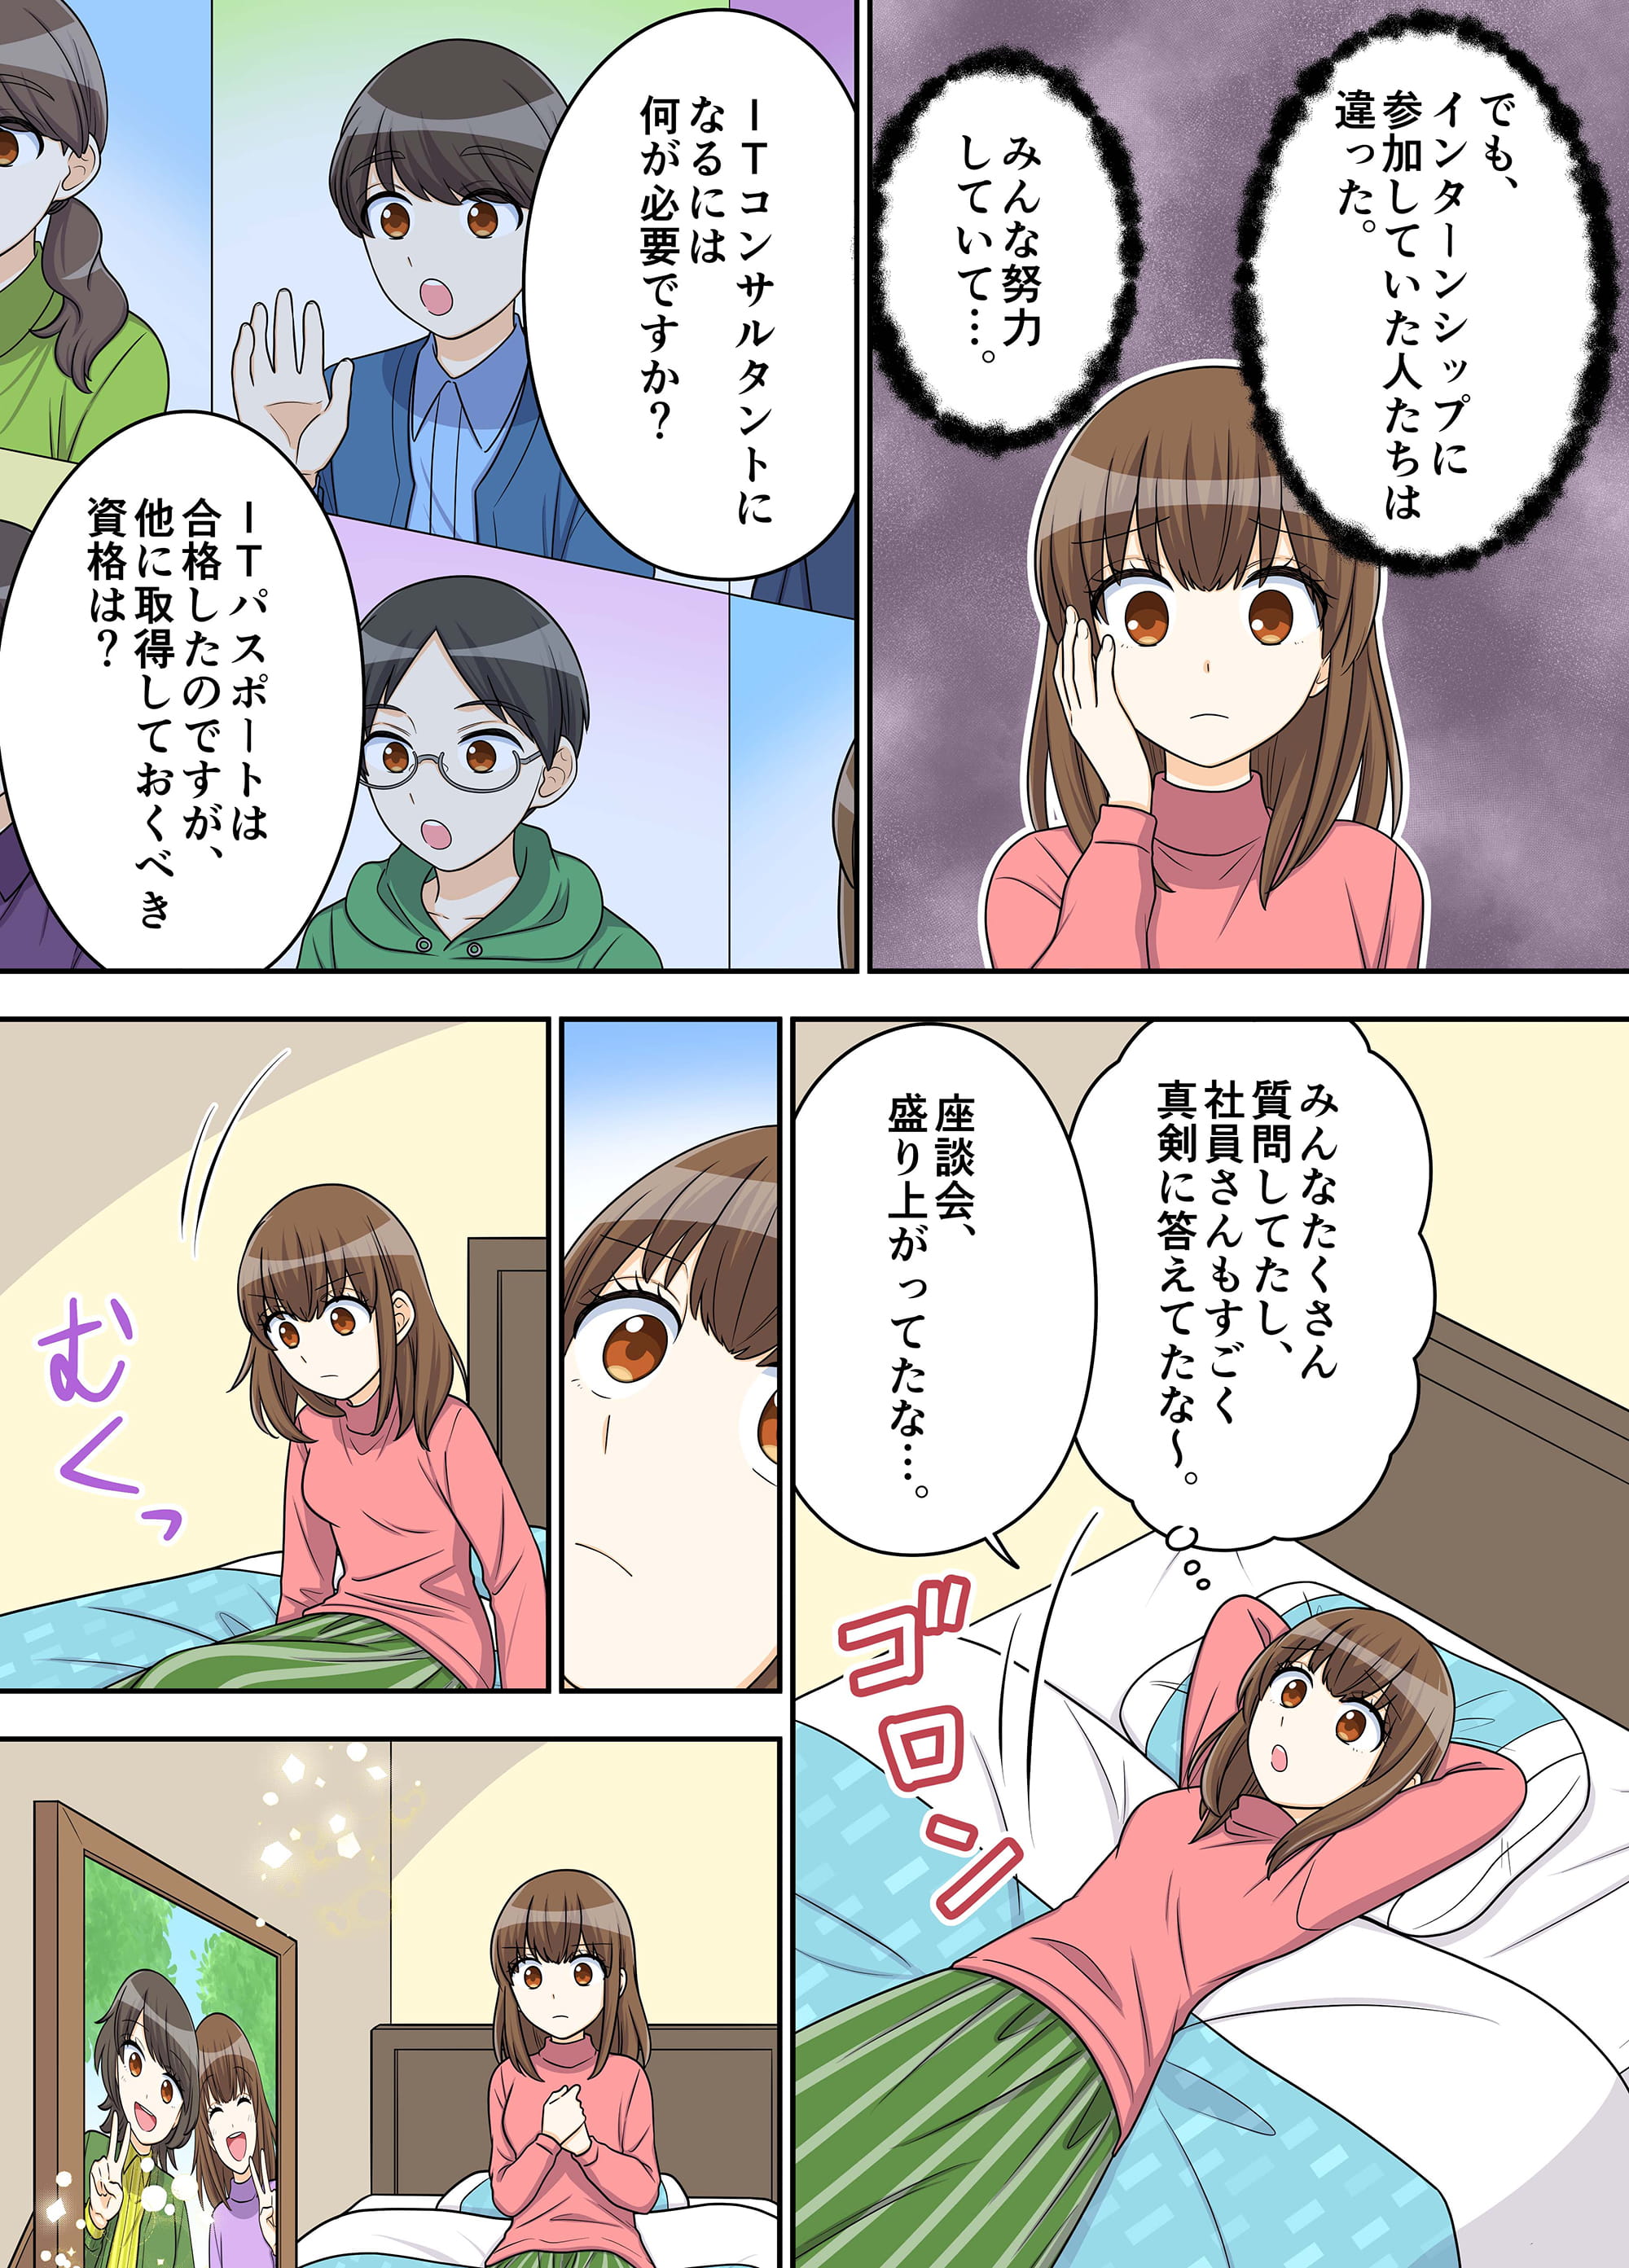 でも、
インターンシップに
参加していた人たちは
違った。
みんな努力
していて…。
ITコンサルタントに
なるには
何が必要ですか？
ITパスポートは
合格したのですが、
他に取得しておくべき
資格は？
みんなたくさん
質問してたし、
社員さんもすごく
真剣に答えてたな〜。
座談会、
盛り上がってたな…。
ゴロン
むくっ